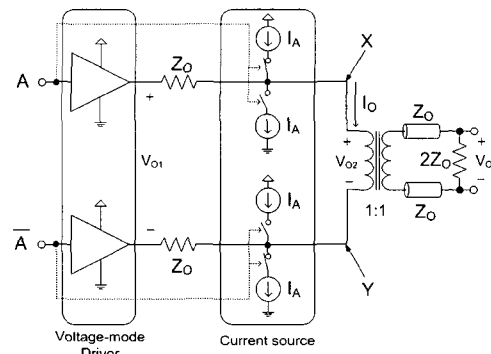 I_A
A
Z_O
X
+
I_A
I_O
Z_O
+
+
V_O1
V_O2
2Z_O
V_O
−
−
I_A
1:1
Z_O
A̅
−
Z_O
I_A
Y
Voltage-mode
Driver
Current source